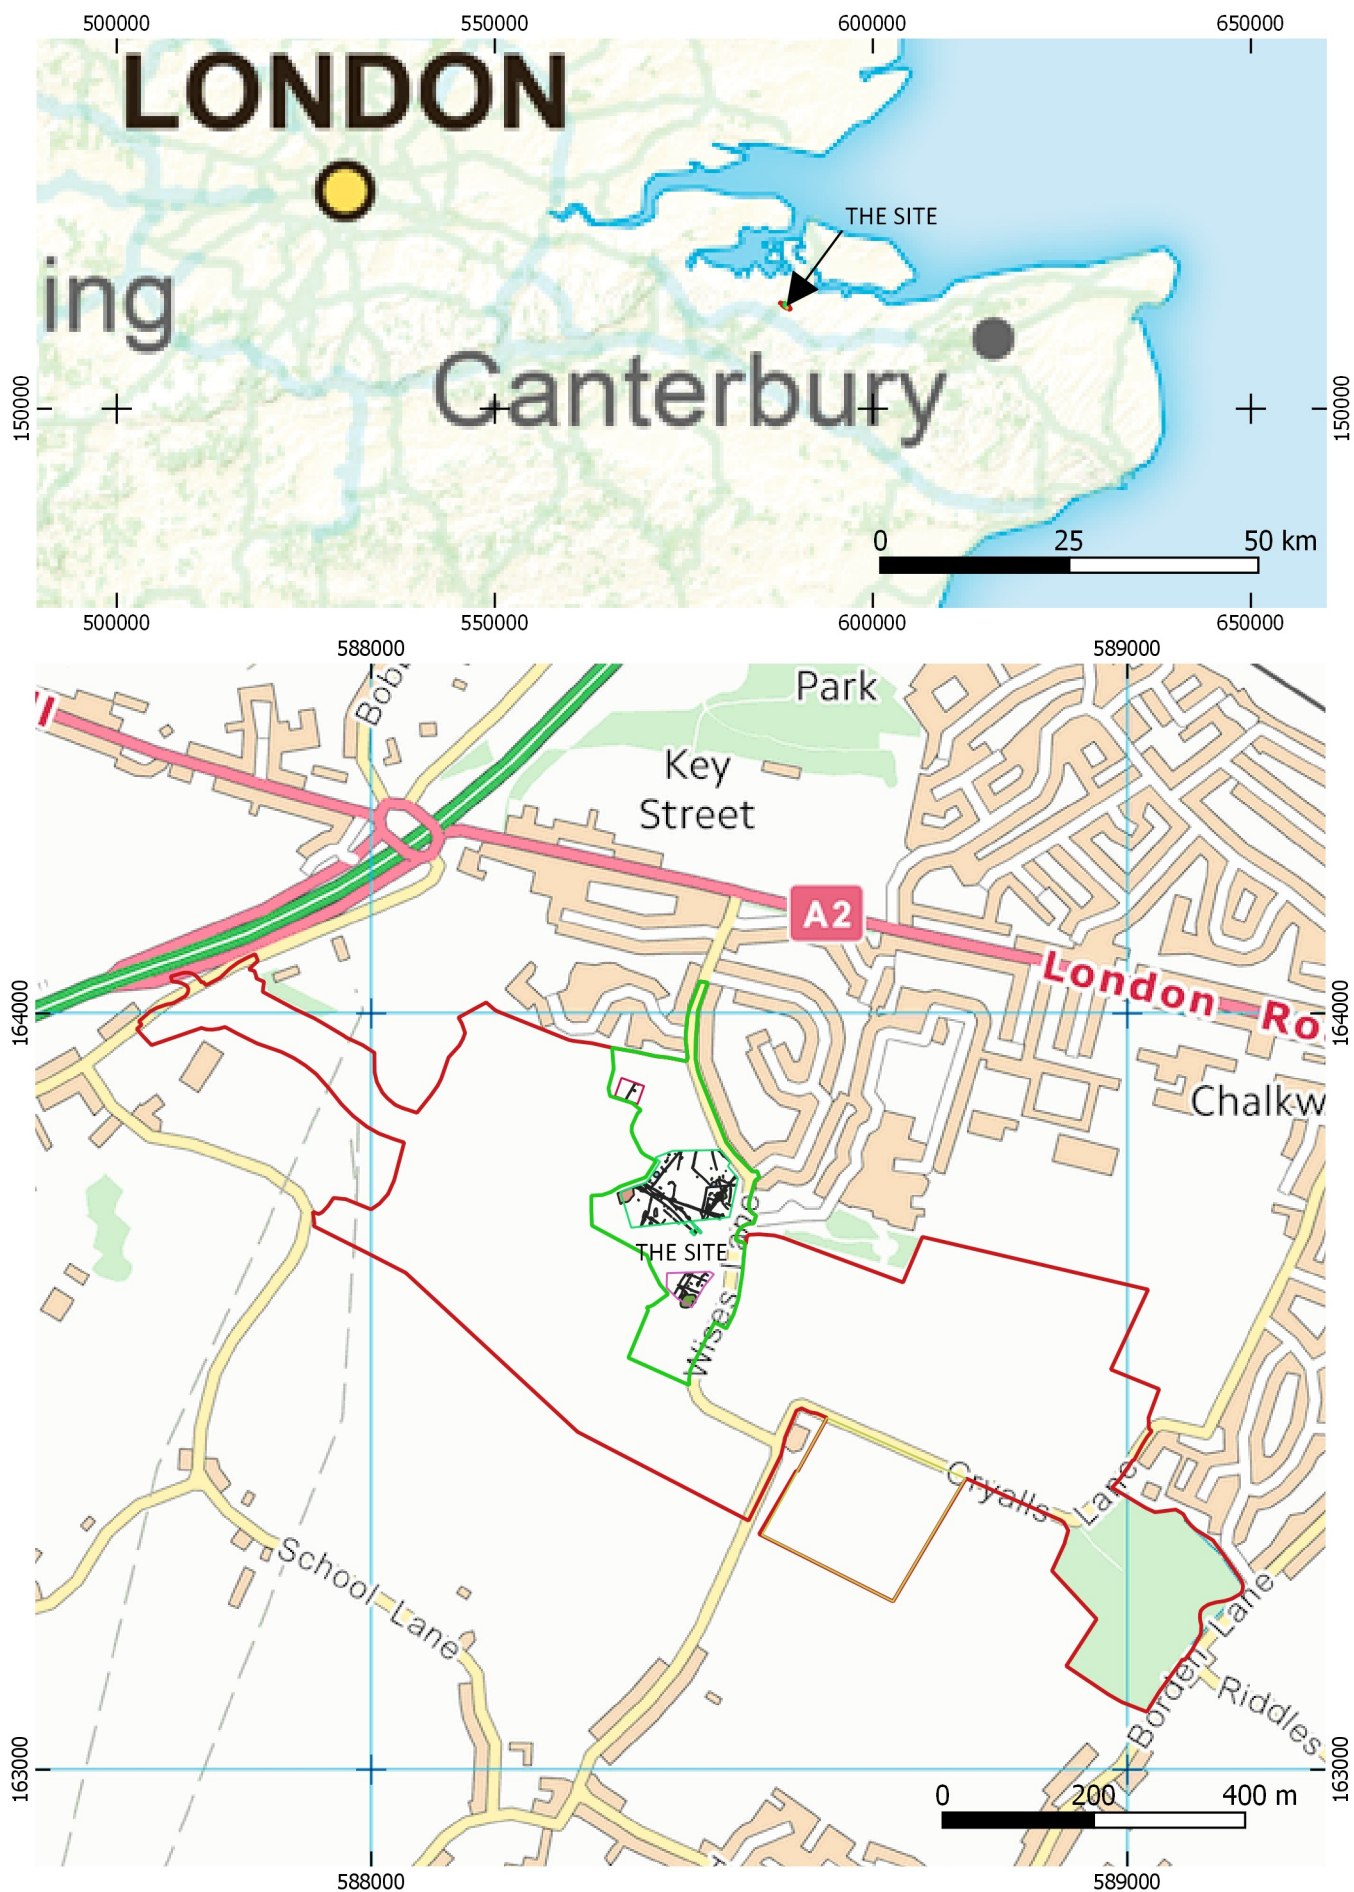 500000 550000 600000 650000
LONDON
THE SITE
ing
Canterbury
150000
150000
0 25 50 km
500000 550000 600000 650000
588000 589000
Park
Key
Street
A2
London Ro
164000
164000
Chalkw
Wises Lane
THE SITE
Cryalls Lane
School Lane
Borden Lane
Riddles
163000
163000
0 200 400 m
588000 589000